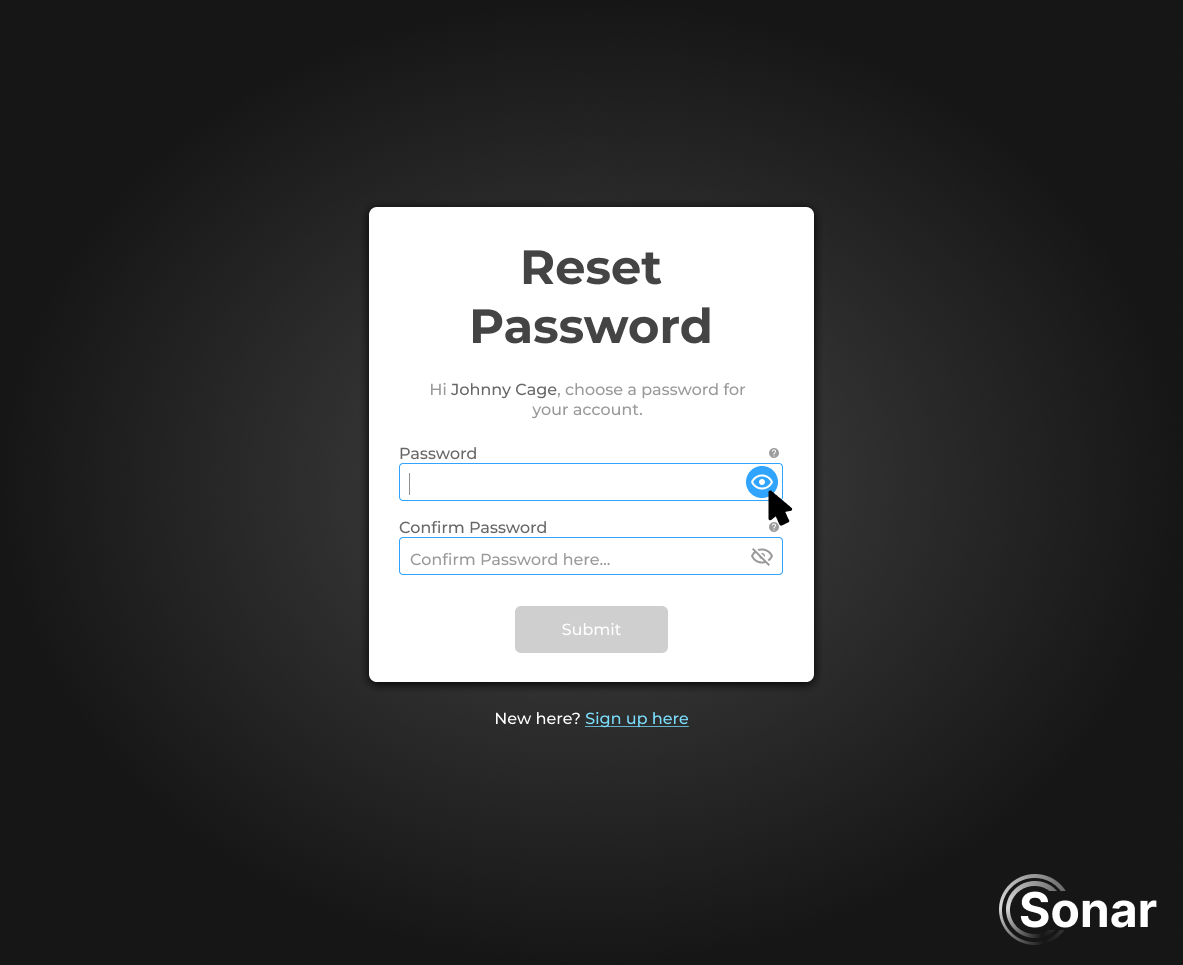 Reset
Password
Hi Johnny Cage, choose a password for
your account.
Password
?
Confirm Password
?
Confirm Password here...
Submit
New here? Sign up here
Sonar